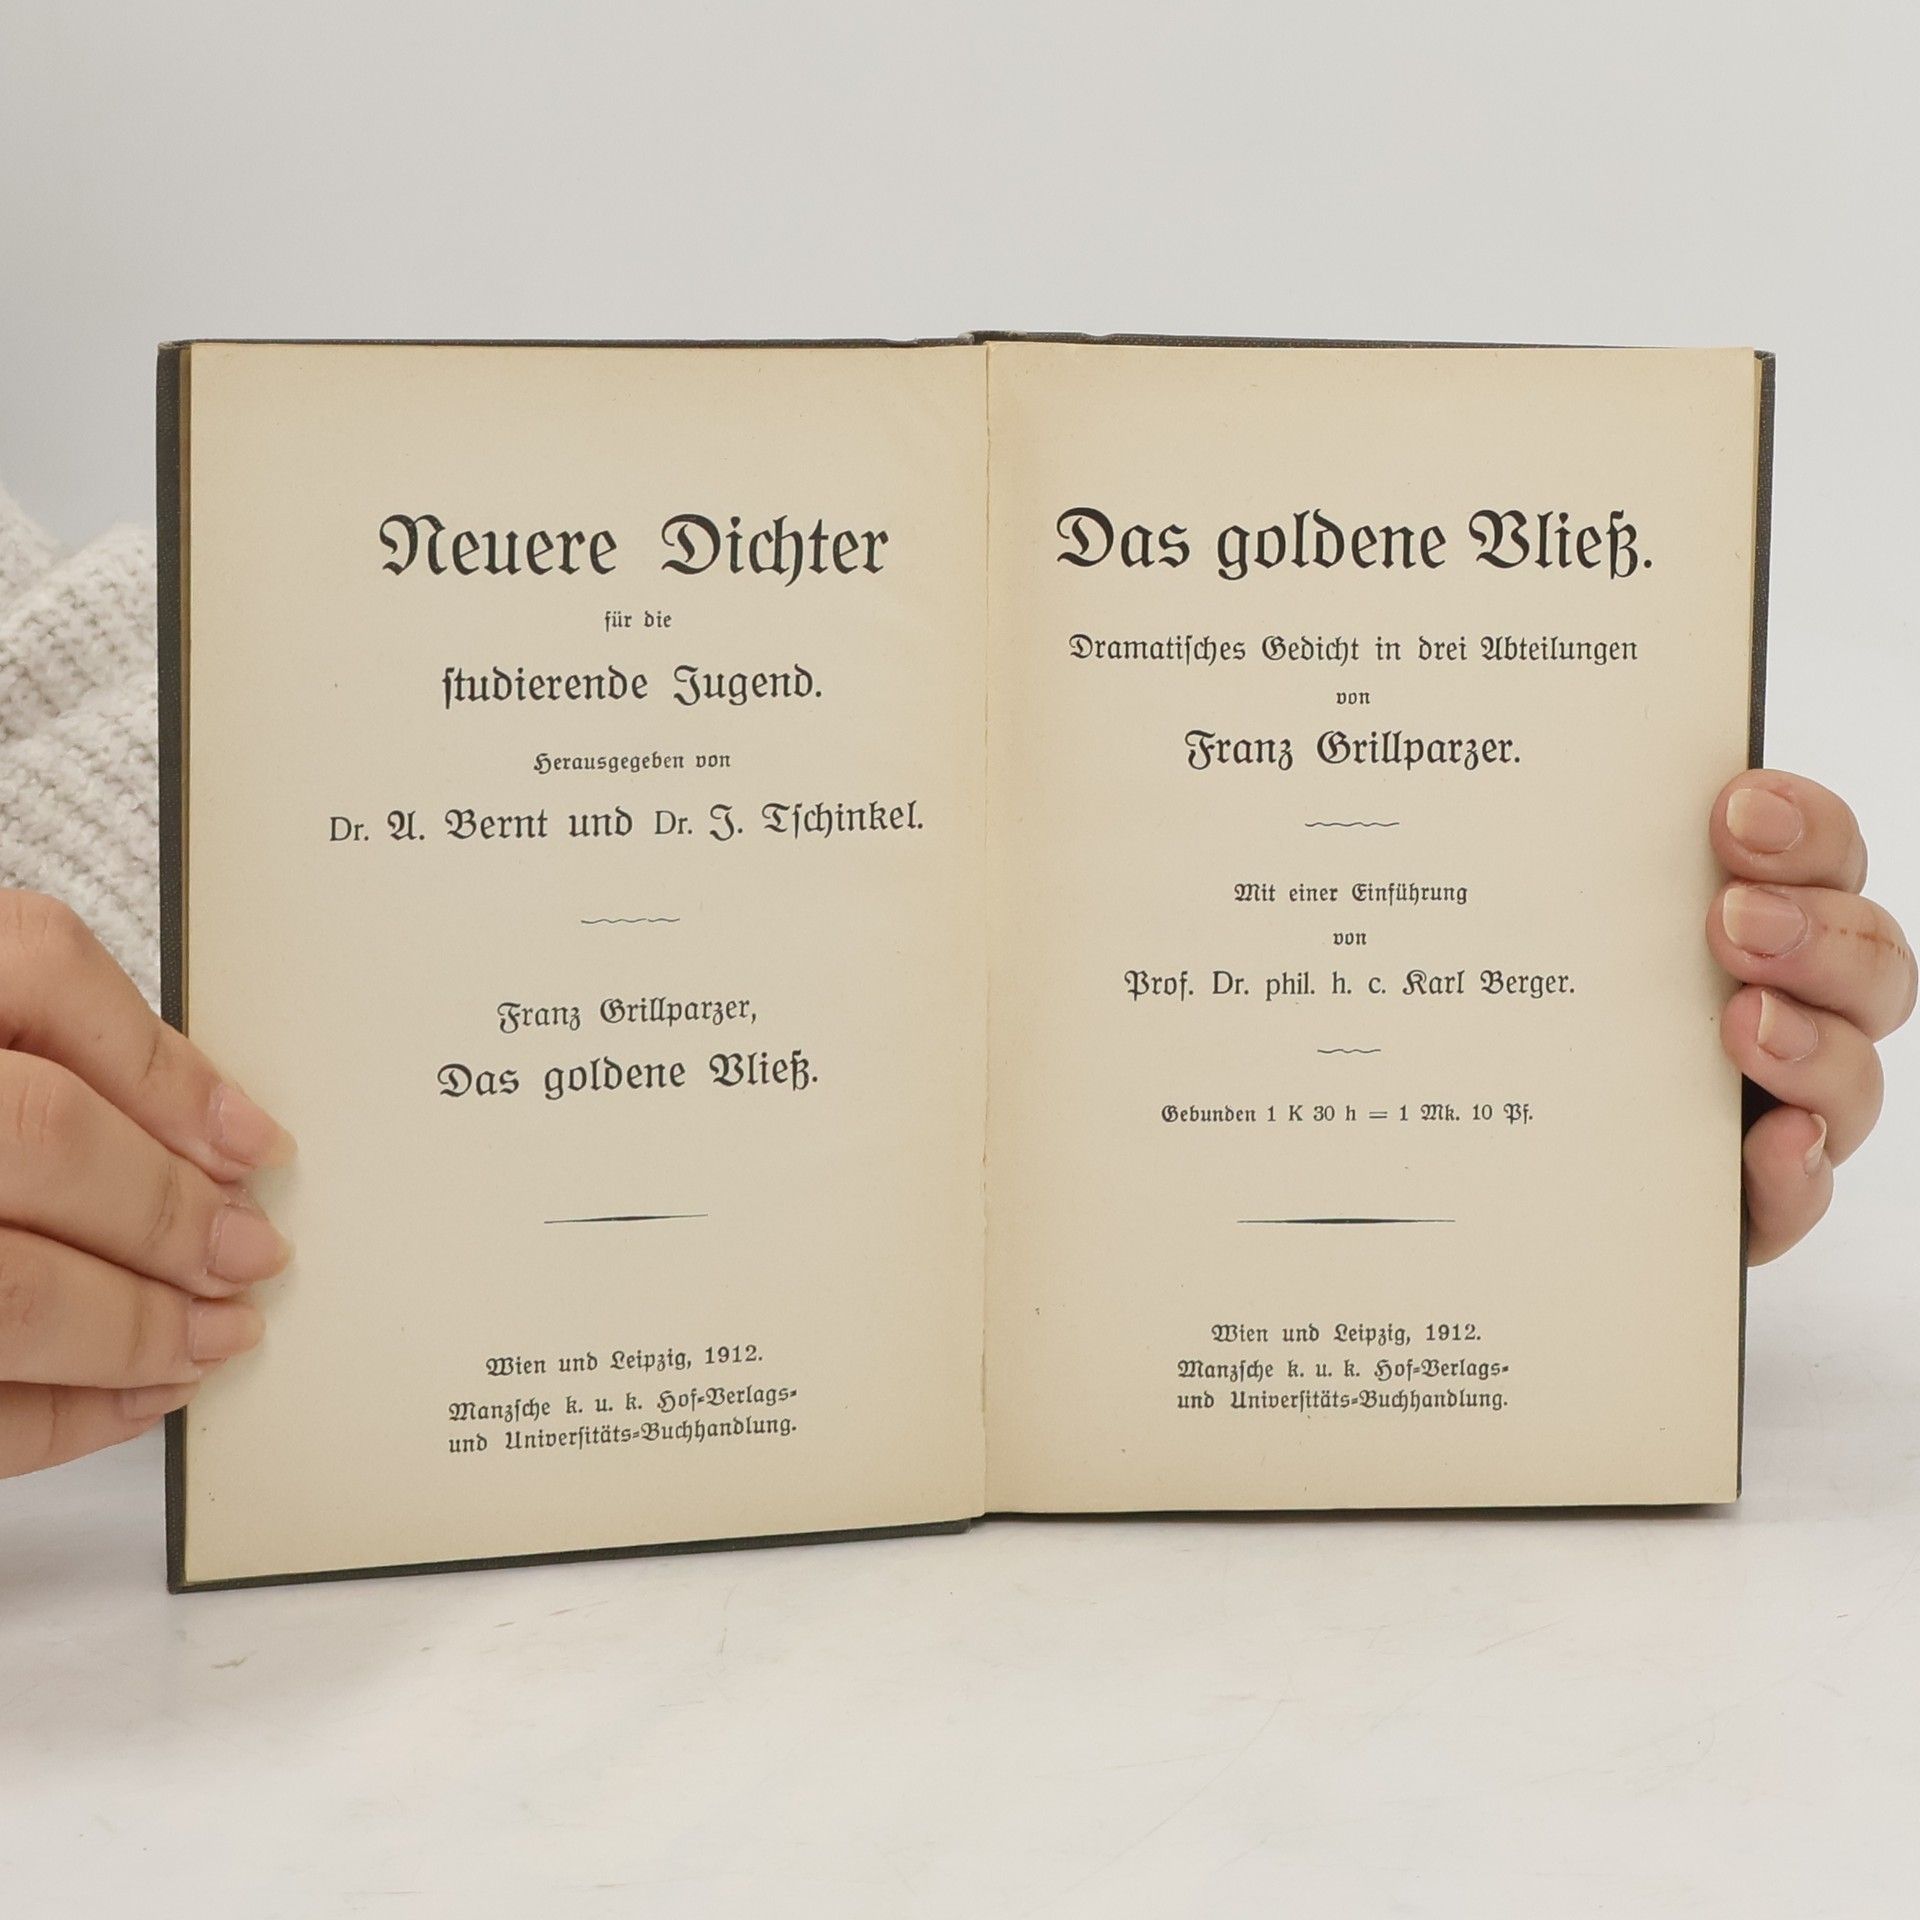 Neuere Dichter
für die
ſtudierende Jugend.
Herausgegeben von
Dr. A. Bernt und Dr. J. Tſchinkel.
Franz Grillparzer,
Das goldene Vließ.
Wien und Leipzig, 1912.
Manzſche k. u. k. Hof-Verlags-
und Univerſitäts-Buchhandlung.
Das goldene Vließ.
Dramatiſches Gedicht in drei Abteilungen
von
Franz Grillparzer.
Mit einer Einführung
von
Prof. Dr. phil. h. c. Karl Berger.
Gebunden 1 K 30 h = 1 Mk. 10 Pf.
Wien und Leipzig, 1912.
Manzſche k. u. k. Hof-Verlags-
und Univerſitäts-Buchhandlung.